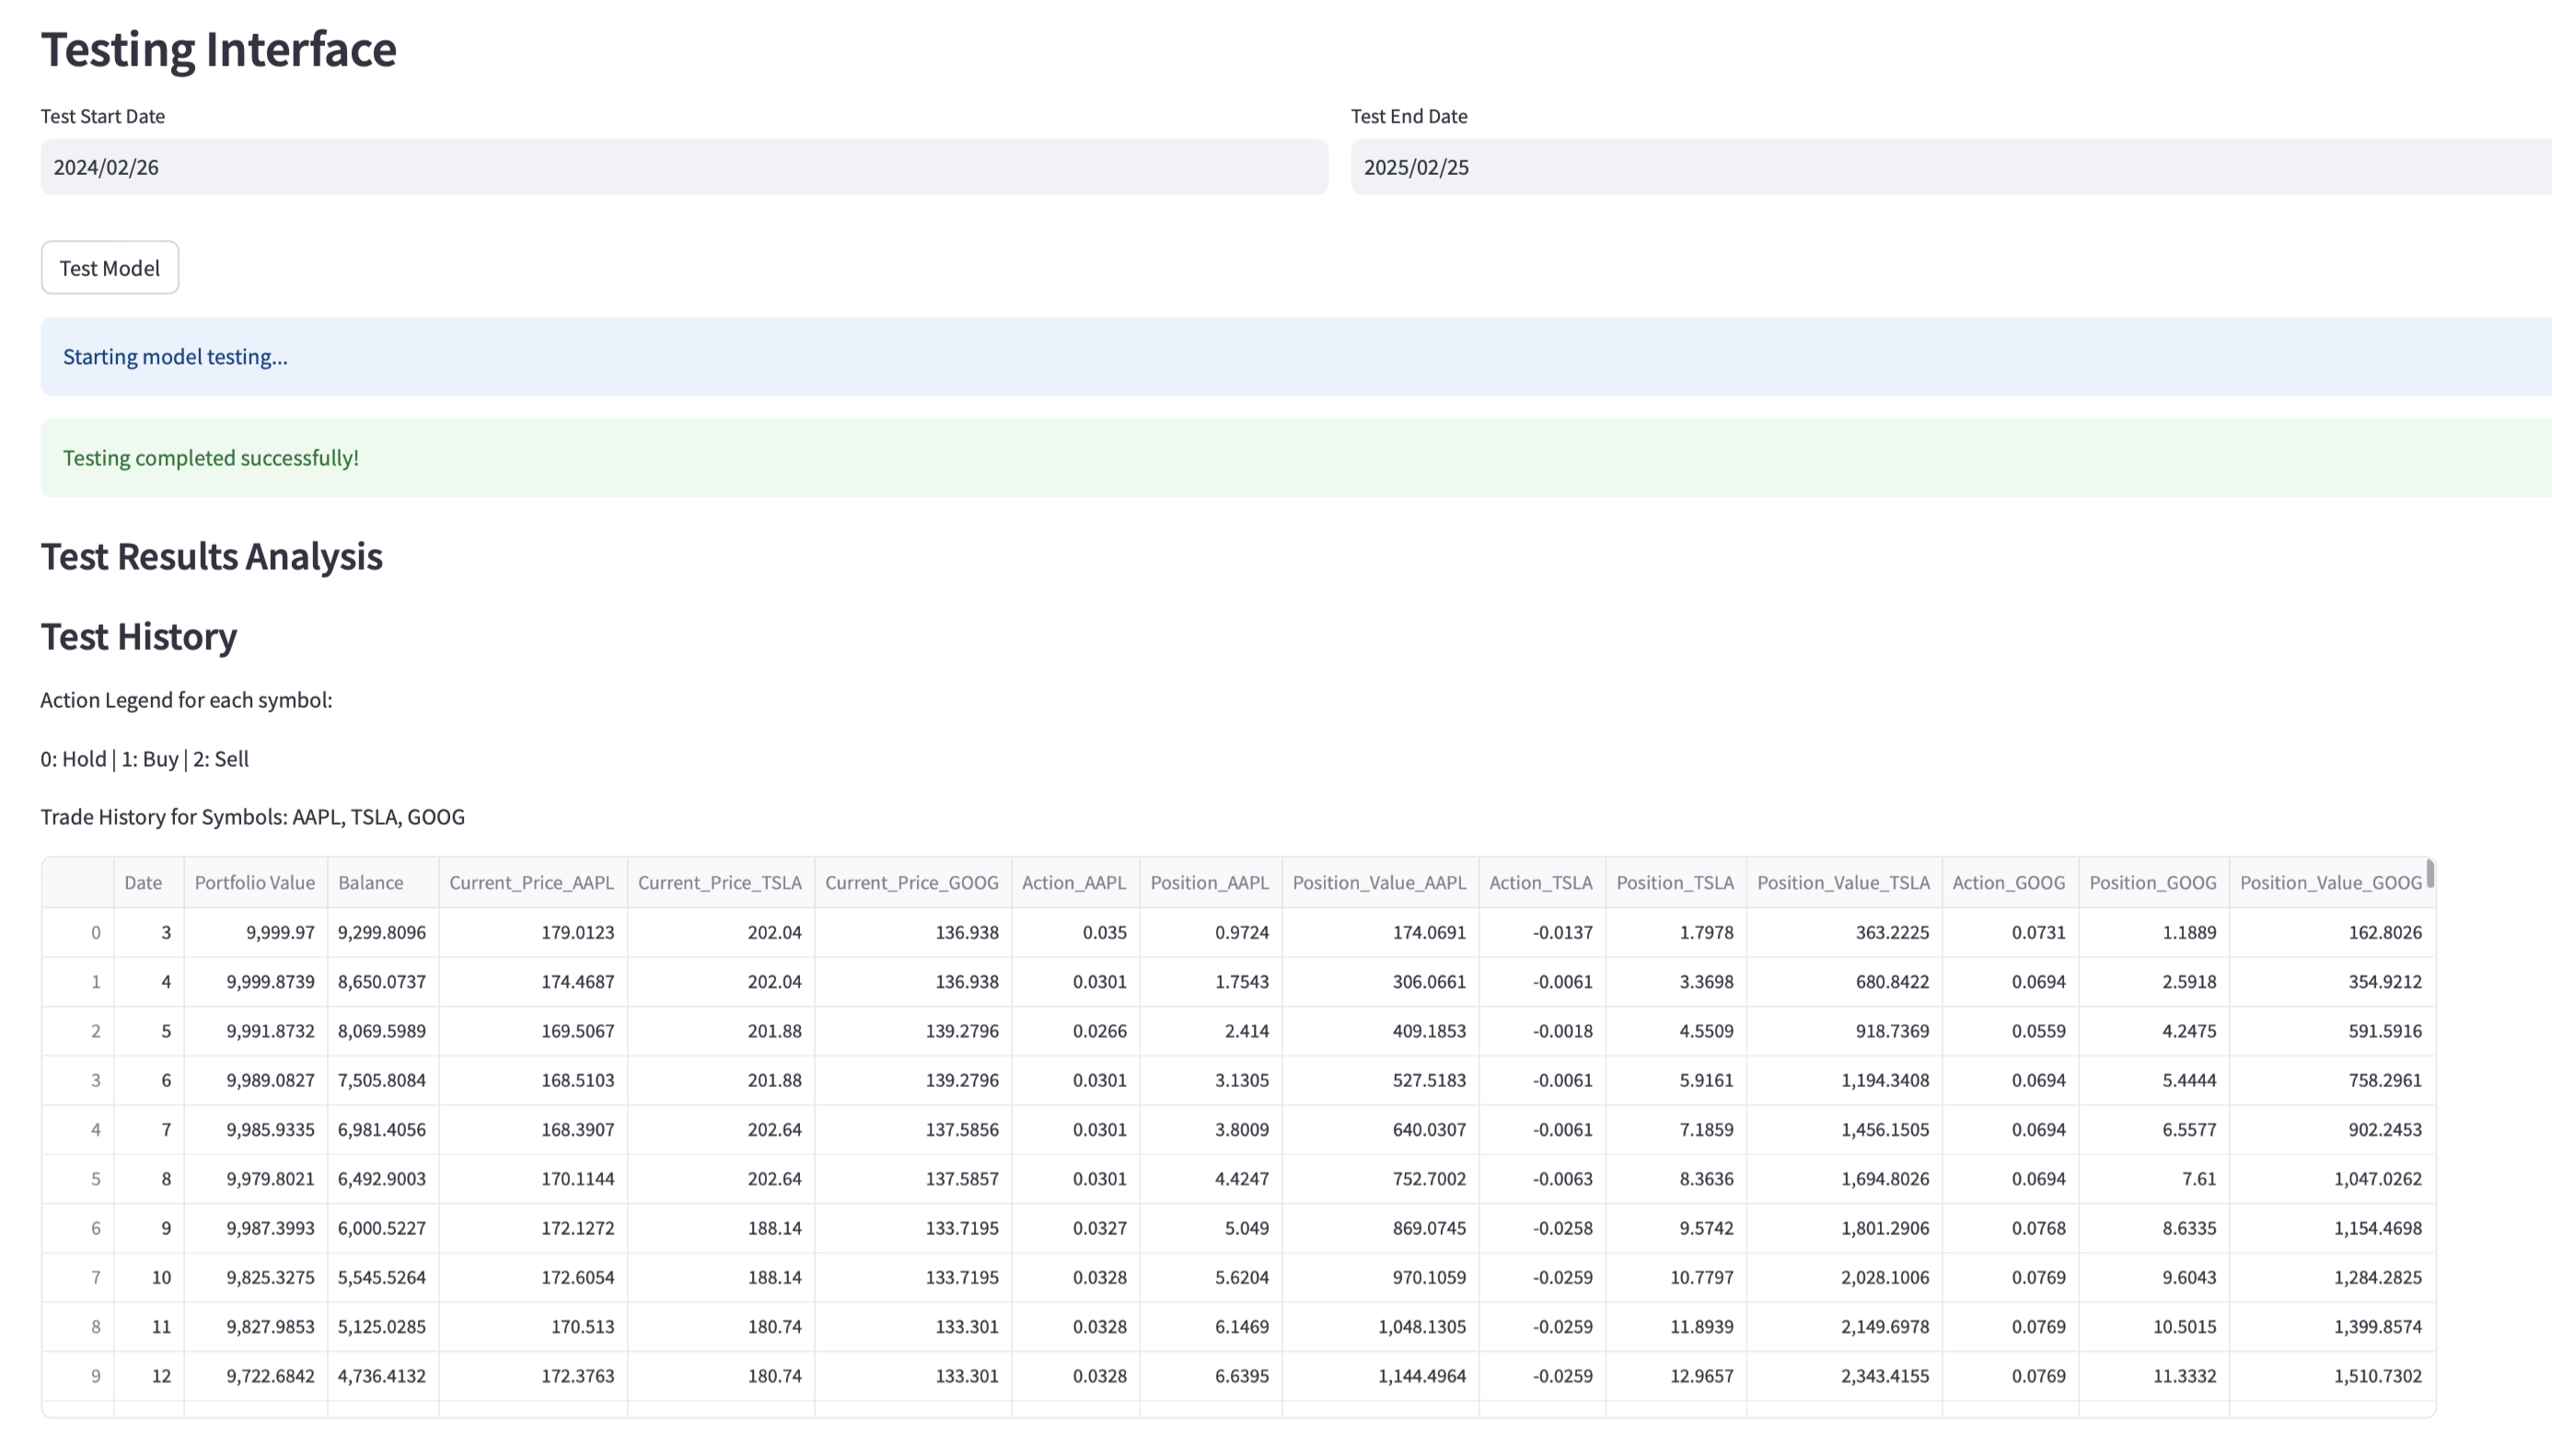 Testing Interface
Test Start Date
Test End Date
2024/02/26
2025/02/25
Test Model
Starting model testing...
Testing completed successfully!
Test Results Analysis
Test History
Action Legend for each symbol:
0: Hold | 1: Buy | 2: Sell
Trade History for Symbols: AAPL, TSLA, GOOG
Date Portfolio Value Balance Current_Price_AAPL Current_Price_TSLA Current_Price_GOOG Action_AAPL Position_AAPL Position_Value_AAPL Action_TSLA Position_TSLA Position_Value_TSLA Action_GOOG Position_GOOG Position_Value_GOOG
0 3 9,999.97 9,299.8096 179.0123 202.04 136.938 0.035 0.9724 174.0691 -0.0137 1.7978 363.2225 0.0731 1.1889 162.8026
1 4 9,999.8739 8,650.0737 174.4687 202.04 136.938 0.0301 1.7543 306.0661 -0.0061 3.3698 680.8422 0.0694 2.5918 354.9212
2 5 9,991.8732 8,069.5989 169.5067 201.88 139.2796 0.0266 2.414 409.1853 -0.0018 4.5509 918.7369 0.0559 4.2475 591.5916
3 6 9,989.0827 7,505.8084 168.5103 201.88 139.2796 0.0301 3.1305 527.5183 -0.0061 5.9161 1,194.3408 0.0694 5.4444 758.2961
4 7 9,985.9335 6,981.4056 168.3907 202.64 137.5856 0.0301 3.8009 640.0307 -0.0061 7.1859 1,456.1505 0.0694 6.5577 902.2453
5 8 9,979.8021 6,492.9003 170.1144 202.64 137.5857 0.0301 4.4247 752.7002 -0.0063 8.3636 1,694.8026 0.0694 7.61 1,047.0262
6 9 9,987.3993 6,000.5227 172.1272 188.14 133.7195 0.0327 5.049 869.0745 -0.0258 9.5742 1,801.2906 0.0768 8.6335 1,154.4698
7 10 9,825.3275 5,545.5264 172.6054 188.14 133.7195 0.0328 5.6204 970.1059 -0.0259 10.7797 2,028.1006 0.0769 9.6043 1,284.2825
8 11 9,827.9853 5,125.0285 170.513 180.74 133.301 0.0328 6.1469 1,048.1305 -0.0259 11.8939 2,149.6978 0.0769 10.5015 1,399.8574
9 12 9,722.6842 4,736.4132 172.3763 180.74 133.301 0.0328 6.6395 1,144.4964 -0.0259 12.9657 2,343.4155 0.0769 11.3332 1,510.7302